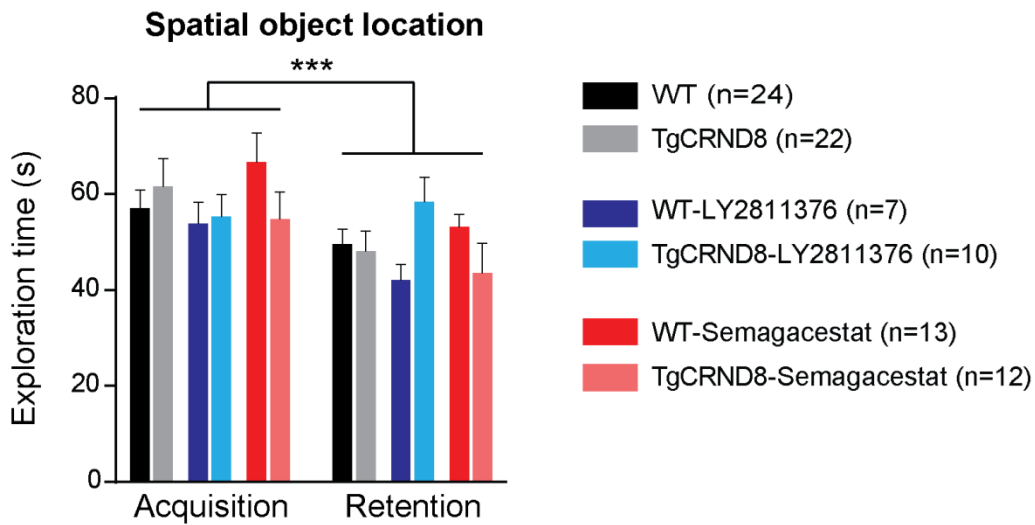 Spatial object location
***
Exploration time (s)
80
60
40
20
0
Acquisition
Retention
WT (n=24)
TgCRND8 (n=22)
WT-LY2811376 (n=7)
TgCRND8-LY2811376 (n=10)
WT-Semagacestat (n=13)
TgCRND8-Semagacestat (n=12)